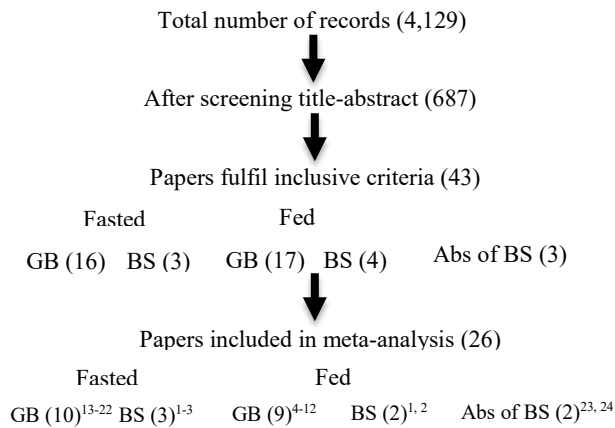 Total number of records (4,129)
After screening title-abstract (687)
Papers fulfil inclusive criteria (43)
Fasted Fed
GB (16) BS (3) GB (17) BS (4) Abs of BS (3)
Papers included in meta-analysis (26)
Fasted Fed
GB (10)13-22 BS (3)1-3 GB (9)4-12 BS (2)1, 2 Abs of BS (2)23, 24